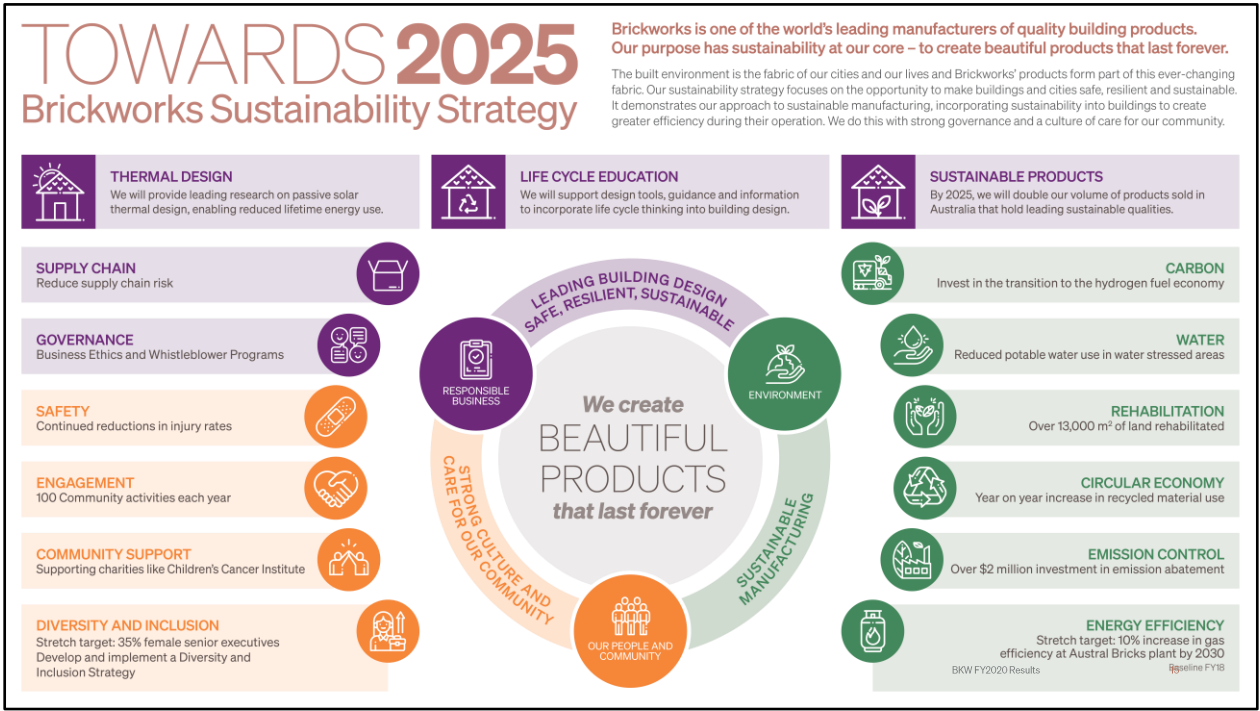 TOWARDS 2025
Brickworks Sustainability Strategy
Brickworks is one of the world's leading manufacturers of quality building products.
Our purpose has sustainability at our core – to create beautiful products that last forever.
The built environment is the fabric of our cities and our lives and Brickworks' products form part of this ever-changing
fabric. Our sustainability strategy focuses on the opportunity to make buildings and cities safe, resilient and sustainable.
It demonstrates our approach to sustainable manufacturing, incorporating sustainability into buildings to create
greater efficiency during their operation. We do this with strong governance and a culture of care for our community.
THERMAL DESIGN
We will provide leading research on passive solar
thermal design, enabling reduced lifetime energy use.
LIFE CYCLE EDUCATION
We will support design tools, guidance and information
to incorporate life cycle thinking into building design.
SUSTAINABLE PRODUCTS
By 2025, we will double our volume of products sold in
Australia that hold leading sustainable qualities.
SUPPLY CHAIN
Reduce supply chain risk
GOVERNANCE
Business Ethics and Whistleblower Programs
SAFETY
Continued reductions in injury rates
ENGAGEMENT
100 Community activities each year
COMMUNITY SUPPORT
Supporting charities like Children's Cancer Institute
DIVERSITY AND INCLUSION
Stretch target: 35% female senior executives
Develop and implement a Diversity and
Inclusion Strategy
LEADING BUILDING DESIGN
SAFE, RESILIENT, SUSTAINABLE
RESPONSIBLE
BUSINESS
ENVIRONMENT
We create
BEAUTIFUL
PRODUCTS
that last forever
STRONG CULTURE AND
CARE FOR OUR COMMUNITY
SUSTAINABLE
MANUFACTURING
OUR PEOPLE AND
COMMUNITY
CARBON
Invest in the transition to the hydrogen fuel economy
WATER
Reduced potable water use in water stressed areas
REHABILITATION
Over 13,000 m² of land rehabilitated
CIRCULAR ECONOMY
Year on year increase in recycled material use
EMISSION CONTROL
Over $2 million investment in emission abatement
ENERGY EFFICIENCY
Stretch target: 10% increase in gas
efficiency at Austral Bricks plant by 2030
Baseline FY18
BKW FY2020 Results